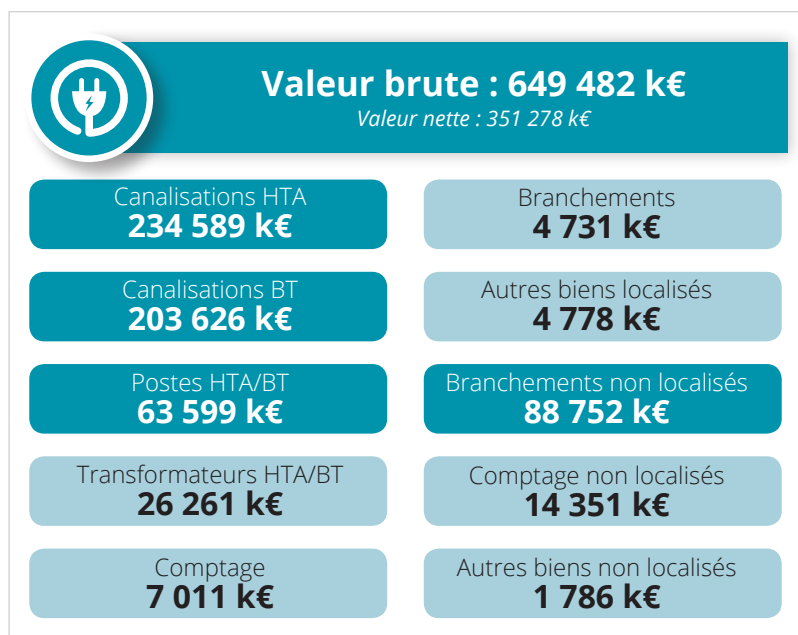 Valeur brute : 649 482 k€
Valeur nette : 351 278 k€
Canalisations HTA
234 589 k€
Canalisations BT
203 626 k€
Postes HTA/BT
63 599 k€
Transformateurs HTA/BT
26 261 k€
Comptage
7 011 k€
Branchements
4 731 k€
Autres biens localisés
4 778 k€
Branchements non localisés
88 752 k€
Comptage non localisés
14 351 k€
Autres biens non localisés
1 786 k€